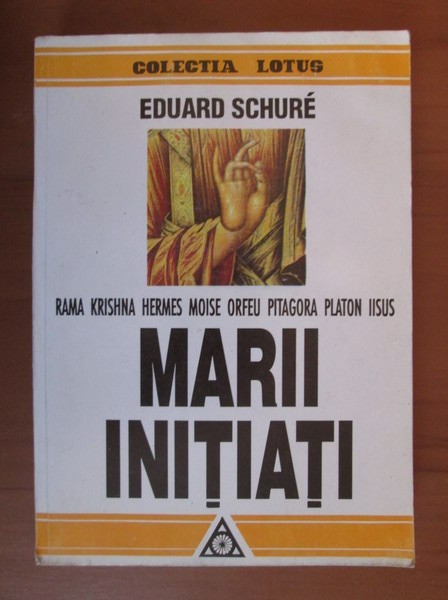 COLECTIA LOTUS
EDUARD SCHURÉ
RAMA KRISHNA HERMES MOISE ORFEU PITAGORA PLATON IISUS
MARII
INIȚIAȚI